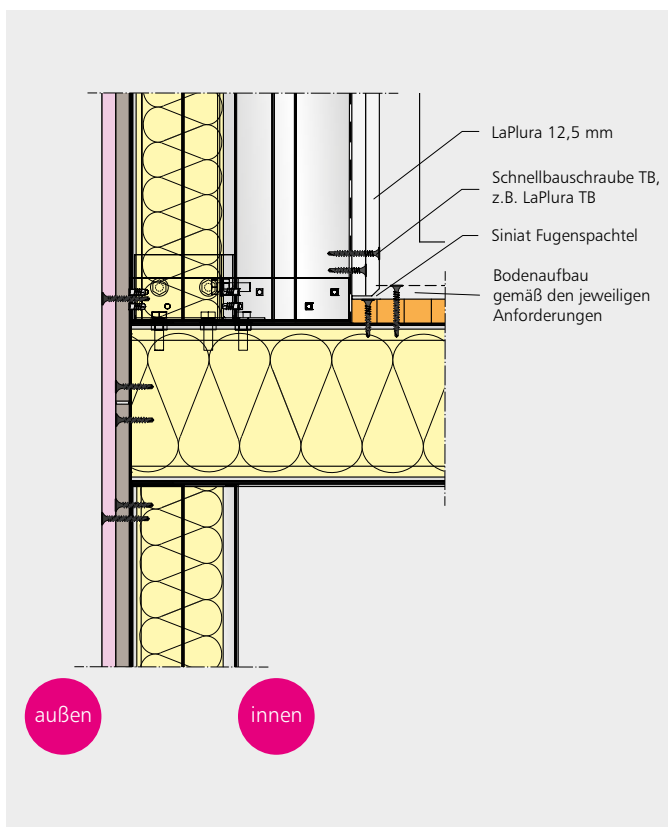 LaPlura 12,5 mm
Schnellbauschraube TB,
z.B. LaPlura TB
Siniat Fugenspachtel
Bodenaufbau
gemäß den jeweiligen
Anforderungen
außen
innen